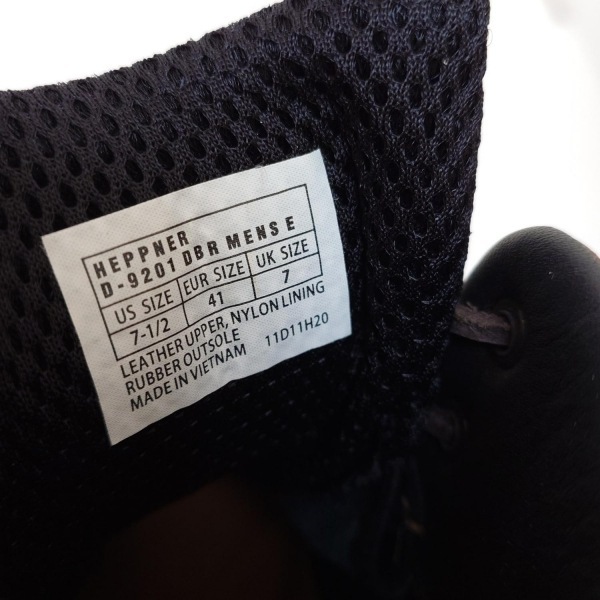 HEPPNER
D-9201 DBR MENS E
US SIZE EUR SIZE UK SIZE
7-1/2 41 7
LEATHER UPPER, NYLON LINING
RUBBER OUTSOLE
MADE IN VIETNAM 11D11H20